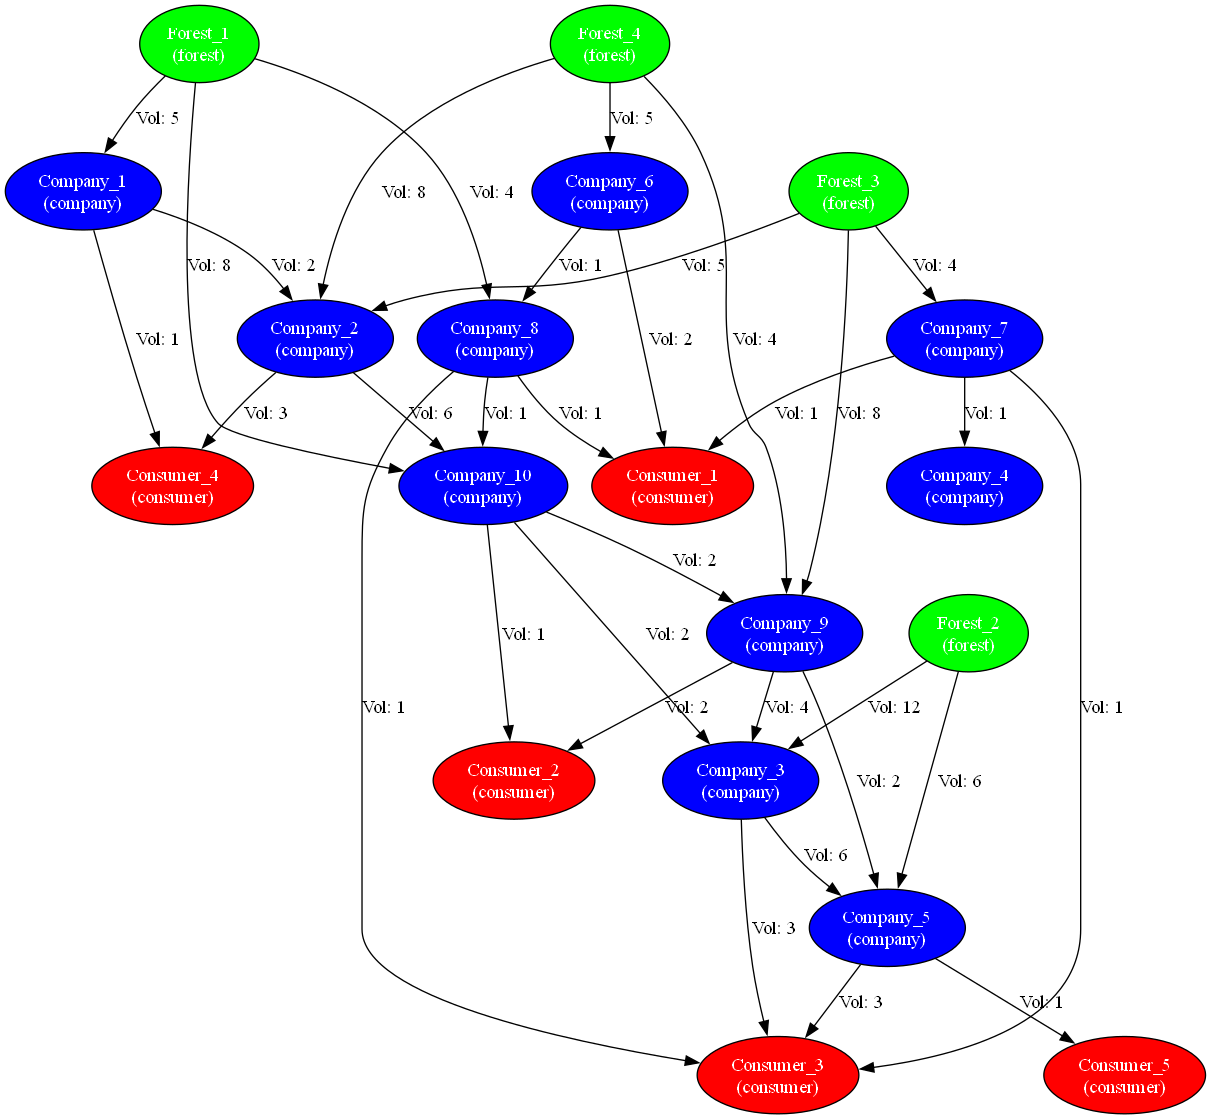 Forest_1
(forest)
Forest_4
(forest)
Vol: 5
Vol: 5
Company_1
(company)
Company_6
(company)
Forest_3
(forest)
Vol: 8
Vol: 4
Vol: 8
Vol: 2
Vol: 1
Vol: 5
Vol: 4
Company_2
(company)
Company_8
(company)
Company_7
(company)
Vol: 1
Vol: 2
Vol: 4
Vol: 3
Vol: 6
Vol: 1
Vol: 1
Vol: 1
Vol: 8
Vol: 1
Consumer_4
(consumer)
Company_10
(company)
Consumer_1
(consumer)
Company_4
(company)
Vol: 2
Company_9
(company)
Forest_2
(forest)
Vol: 1
Vol: 2
Vol: 1
Vol: 2
Vol: 4
Vol: 12
Vol: 1
Consumer_2
(consumer)
Company_3
(company)
Vol: 2
Vol: 6
Vol: 6
Company_5
(company)
Vol: 3
Vol: 3
Vol: 1
Consumer_3
(consumer)
Consumer_5
(consumer)